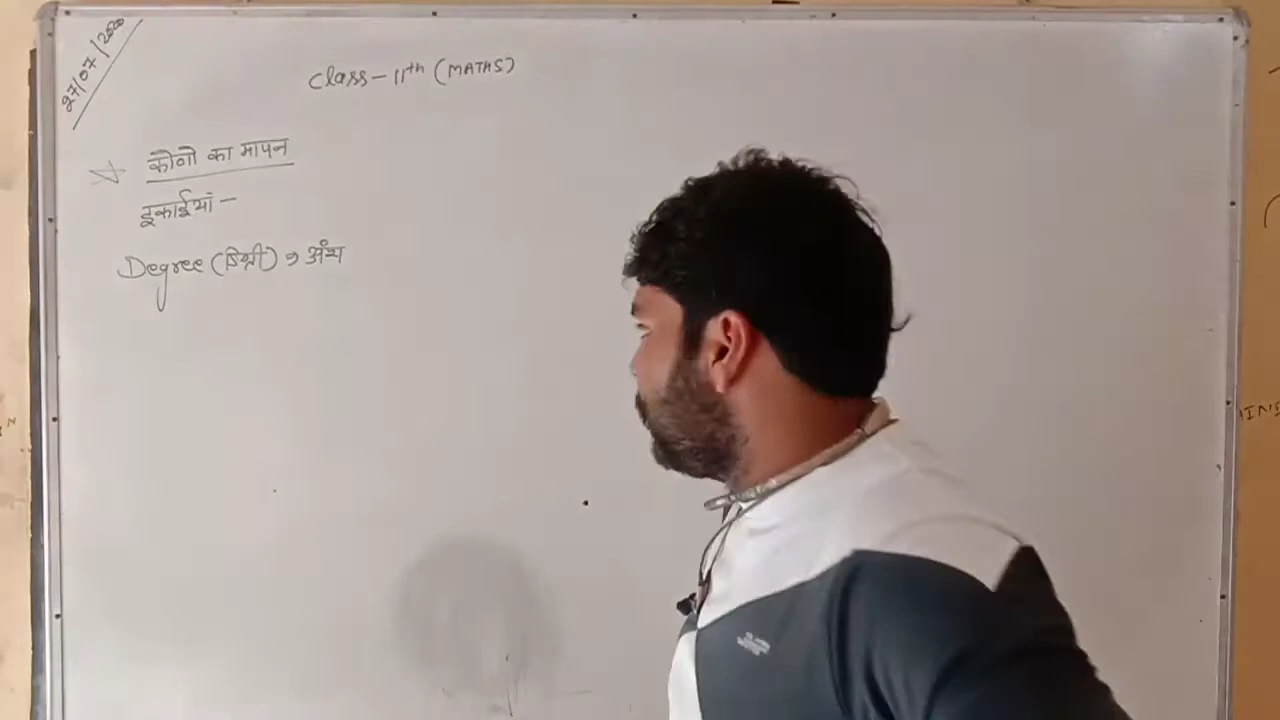 27/07/2020
Class - 11th (MATHS)
कोणो का मापन
इकाईयां -
Degree (डिग्री) , अंश